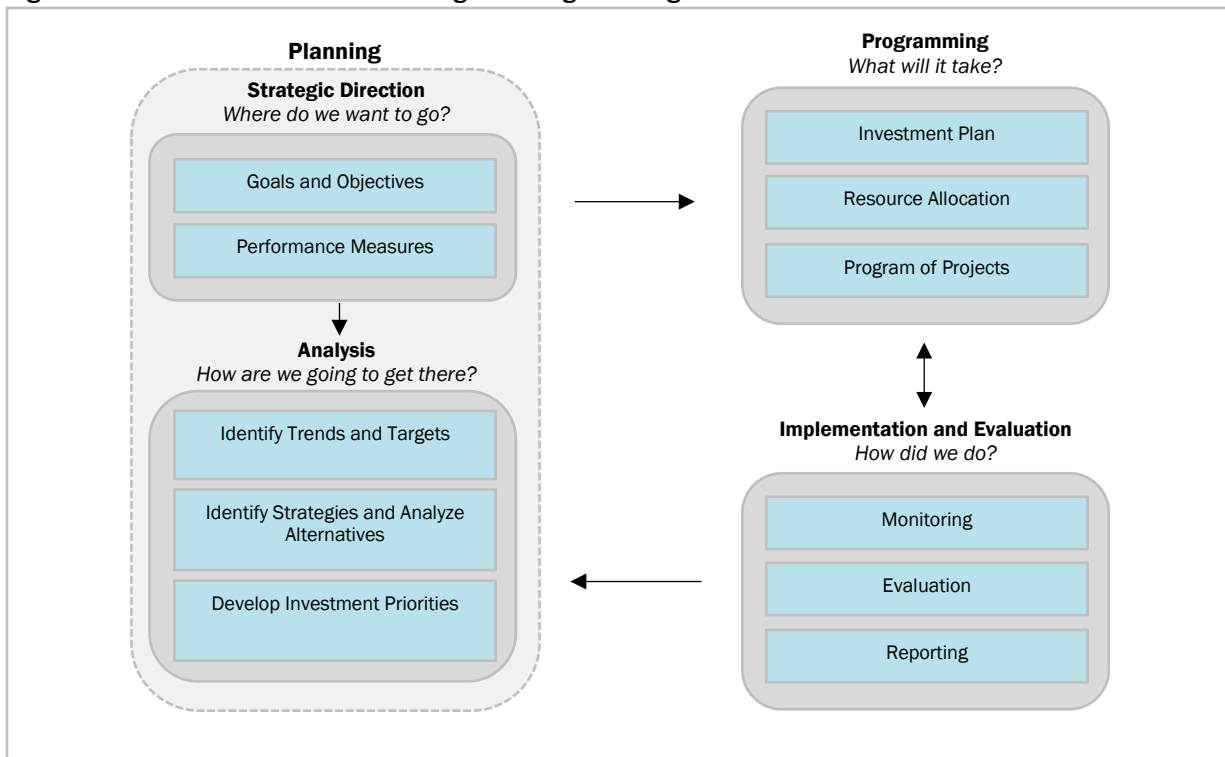 Planning
Strategic Direction
Where do we want to go?
Goals and Objectives
Performance Measures
Analysis
How are we going to get there?
Identify Trends and Targets
Identify Strategies and Analyze
Alternatives
Develop Investment Priorities
Programming
What will it take?
Investment Plan
Resource Allocation
Program of Projects
Implementation and Evaluation
How did we do?
Monitoring
Evaluation
Reporting